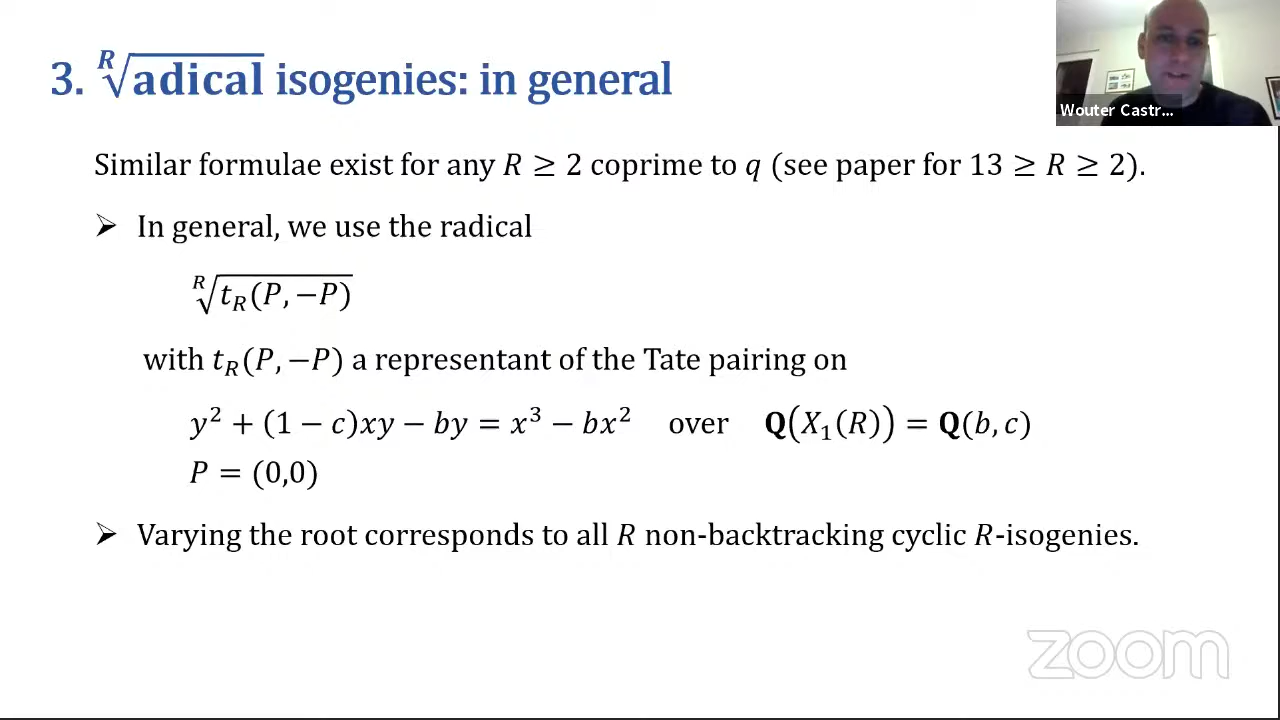 3. ᴿ√adical isogenies: in general
Wouter Castr...
Similar formulae exist for any R ≥ 2 coprime to q (see paper for 13 ≥ R ≥ 2).
➢ In general, we use the radical
ᴿ√t_R(P, −P)
with t_R(P, −P) a representant of the Tate pairing on
y² + (1 − c)xy − by = x³ − bx² over Q(X₁(R)) = Q(b, c)
P = (0,0)
➢ Varying the root corresponds to all R non-backtracking cyclic R-isogenies.
zoom